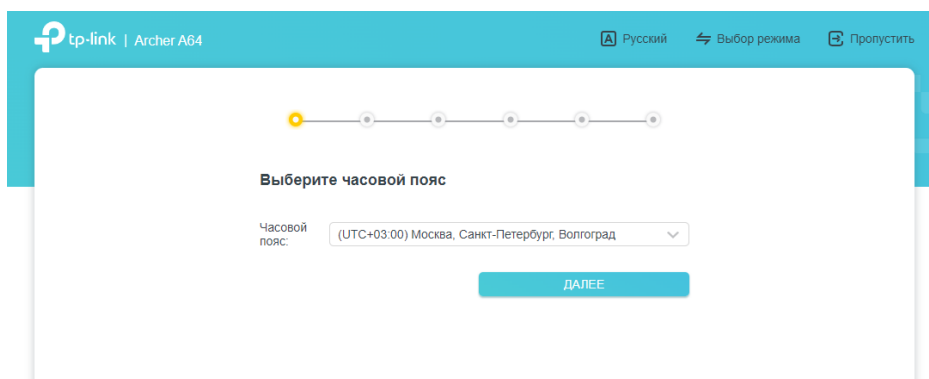 tp-link | Archer A64
A Русский
Выбор режима
Пропустить
Выберите часовой пояс
Часовой
пояс:
(UTC+03:00) Москва, Санкт-Петербург, Волгоград
ДАЛЕЕ